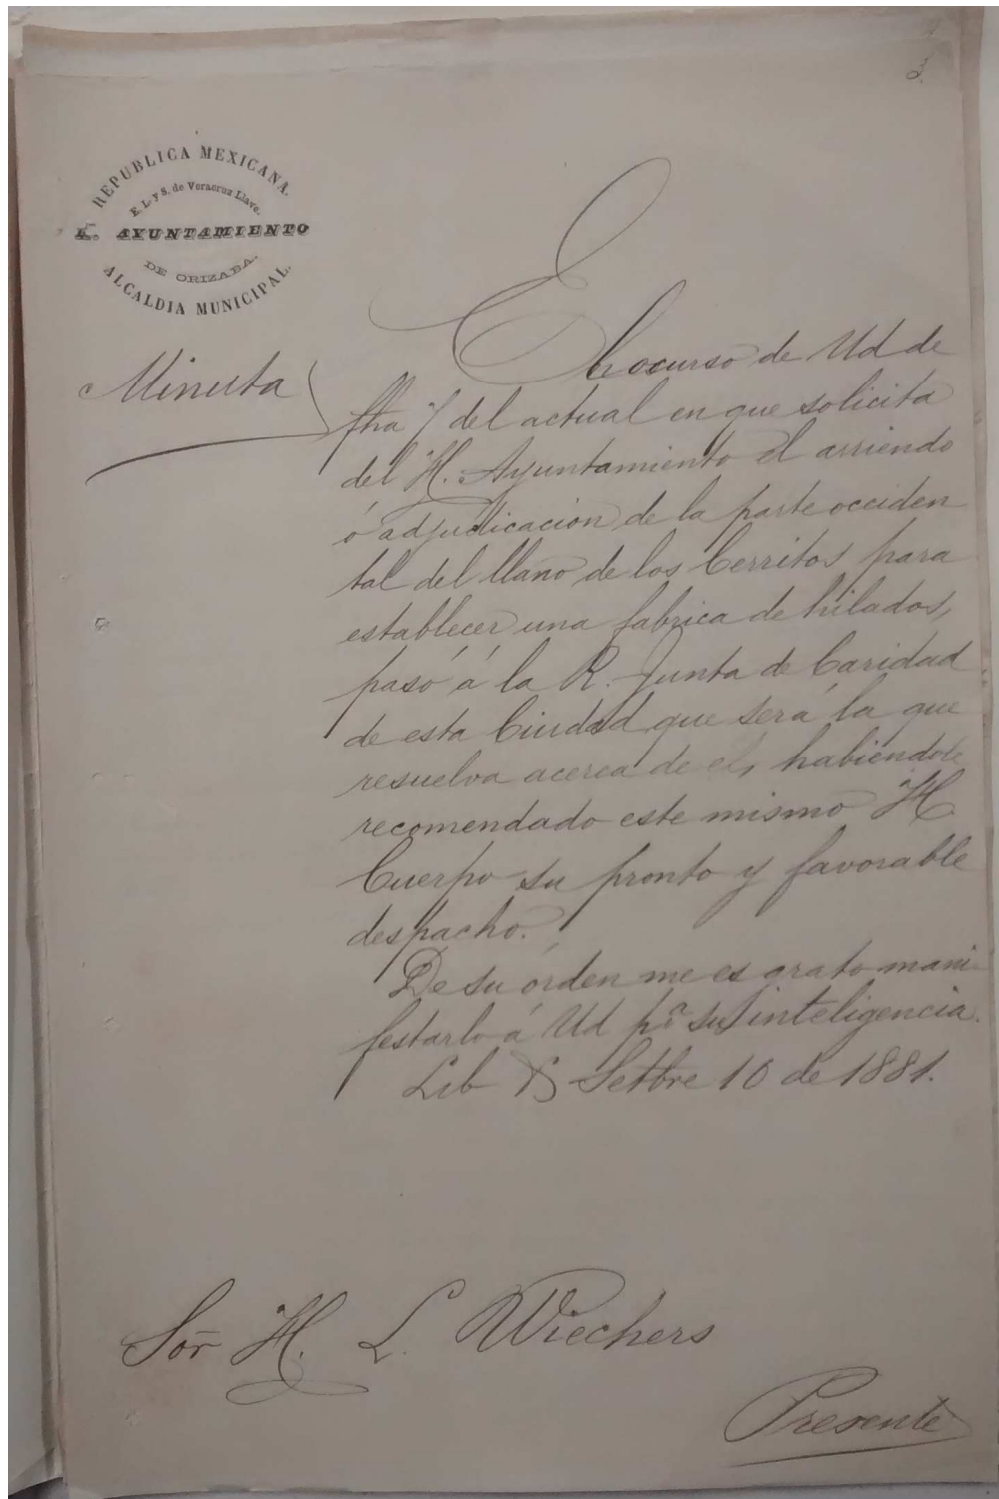 3.
REPUBLICA MEXICANA.
E. L. y S. de Veracruz Llave.
AYUNTAMIENTO
DE ORIZABA.
ALCALDIA MUNICIPAL.
Minuta
El ocurso de Ud de
fha 7 del actual en que solicita
del H. Ayuntamiento el arriendo
ó adjudicacion de la parte occiden
tal del llano de los Cerritos para
establecer una fabrica de hilados,
pasó á la R. Junta de Caridad
de esta Ciudad que será la que
resuelva acerca de el, habiendole
recomendado este mismo H.
Cuerpo su pronto y favorable
despacho.
De su órden me es grato mani-
festarlo á Ud pª su inteligencia.
Lib Setbre 10 de 1881.
Sor H. L. Wiechers
Presente